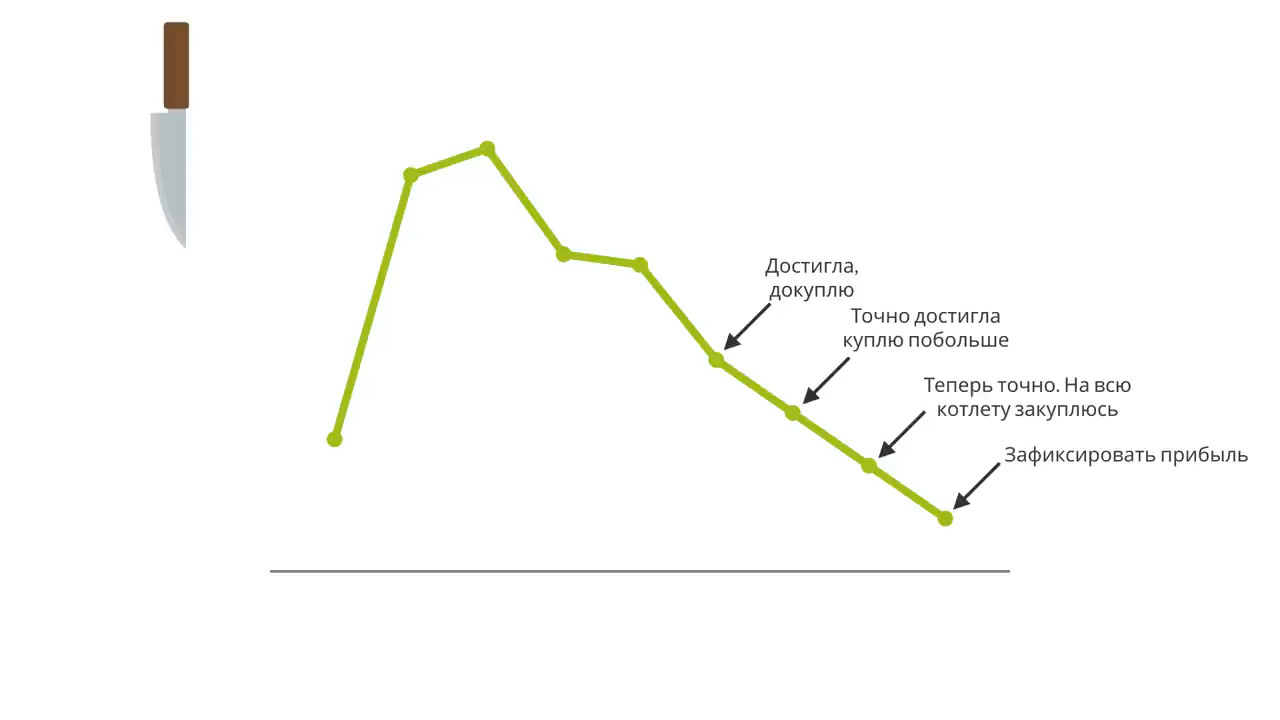 Достигла,
докуплю
Точно достигла
куплю побольше
Теперь точно. На всю
котлету закуплюсь
Зафиксировать прибыль